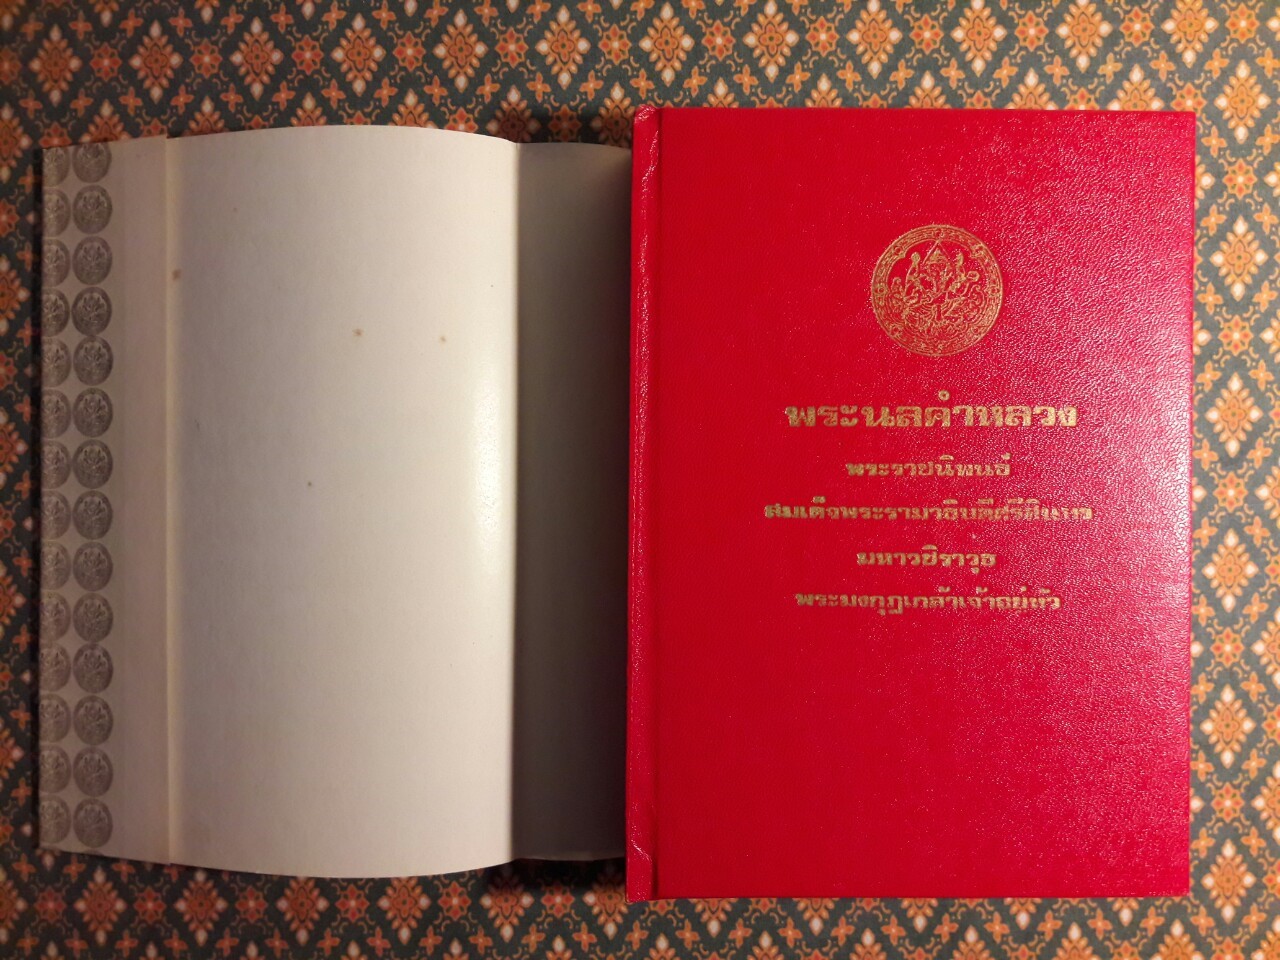 พระนลคำหลวง
พระราชนิพนธ์
สมเด็จพระรามาธิบดีศรีสินทร
มหาวชิราวุธ
พระมงกุฎเกล้าเจ้าอยู่หัว